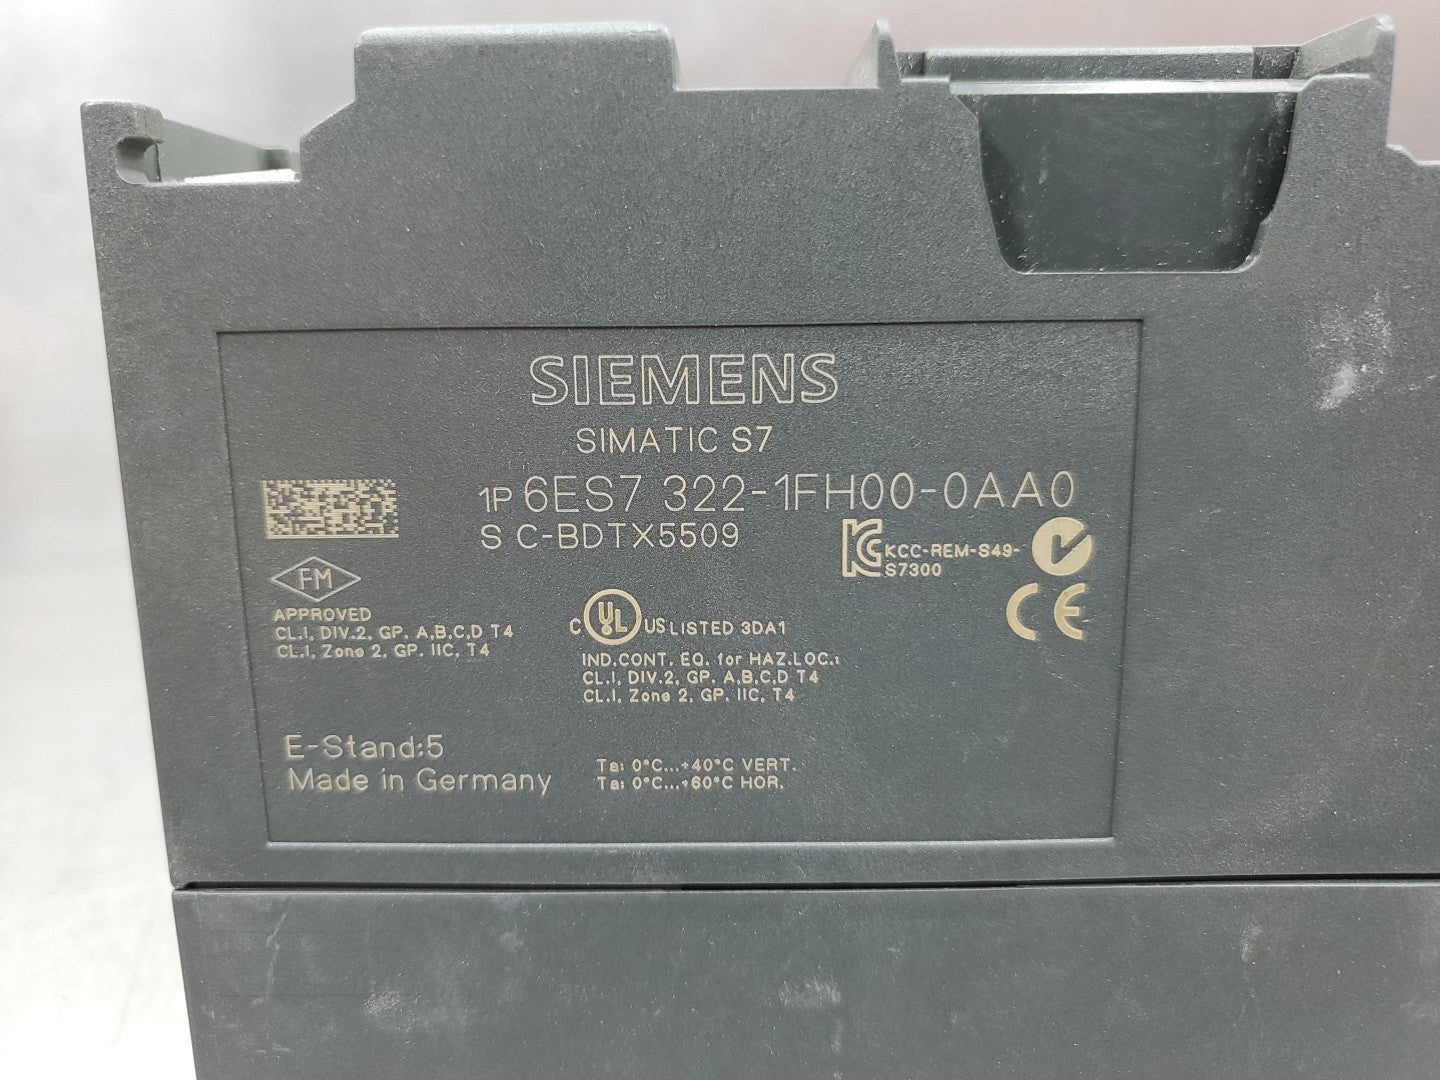 SIEMENS
SIMATIC S7
1P 6ES7 322-1FH00-0AA0
S C-BDTX5509
KCC-REM-S49-
S7300
FM
APPROVED
CL.I, DIV.2, GP. A,B,C,D T4
CL.I, Zone 2, GP. IIC, T4
C UL US LISTED 3DA1
IND.CONT. EQ. for HAZ.LOC.:
CL.I, DIV.2, GP. A,B,C,D T4
CL.I, Zone 2, GP. IIC, T4
CE
E-Stand:5
Made in Germany
Ta: 0°C...+40°C VERT.
Ta: 0°C...+60°C HOR.